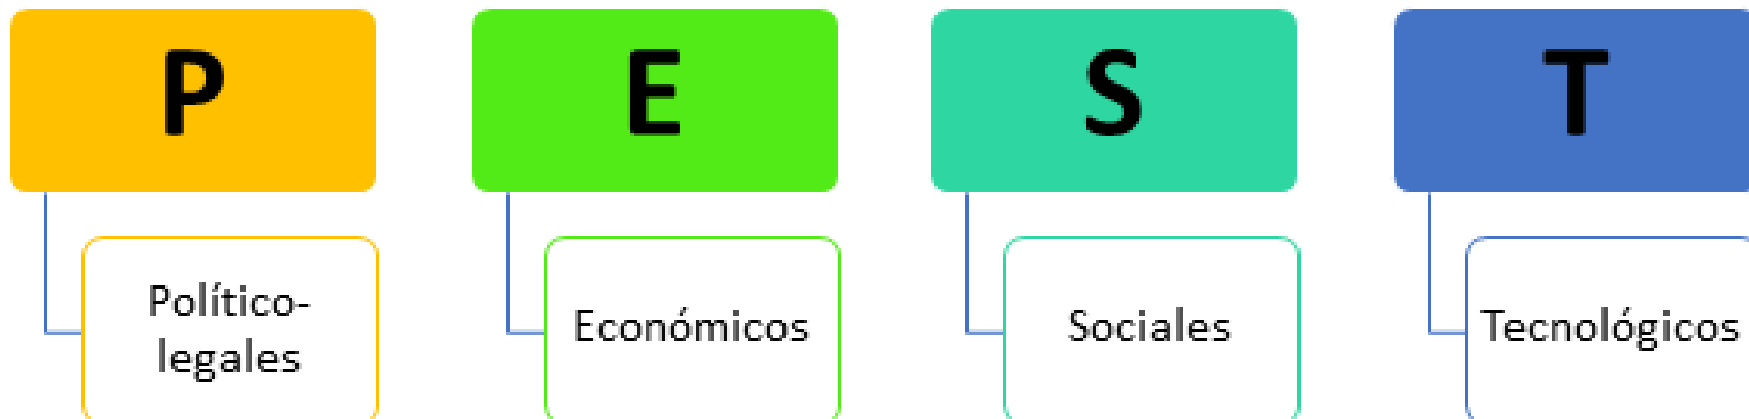 P
E
S
T
Político-
legales
Económicos
Sociales
Tecnológicos